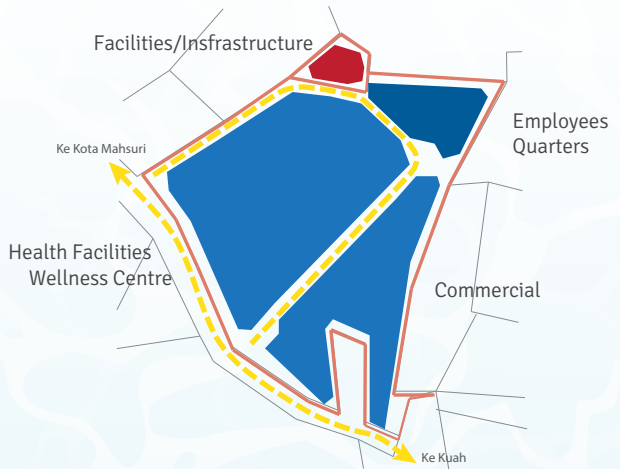 Facilities/Insfrastructure
Employees
Quarters
Ke Kota Mahsuri
Health Facilities
Wellness Centre
Commercial
Ke Kuah